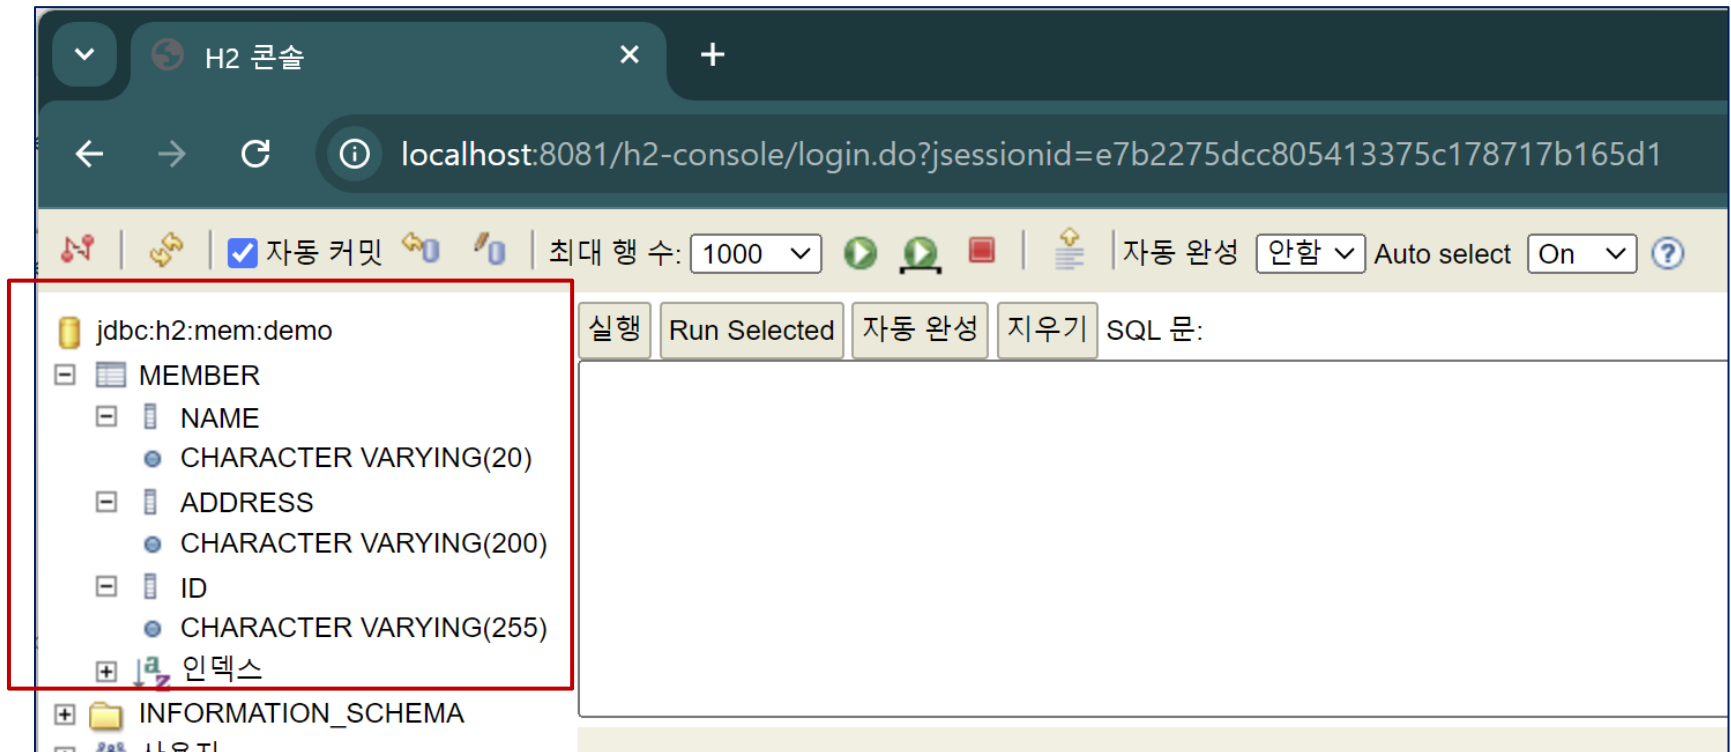 H2 콘솔
localhost:8081/h2-console/login.do?jsessionid=e7b2275dcc805413375c178717b165d1
자동 커밋 최대 행 수: 1000 자동 완성 안함 Auto select On
jdbc:h2:mem:demo
MEMBER
NAME
CHARACTER VARYING(20)
ADDRESS
CHARACTER VARYING(200)
ID
CHARACTER VARYING(255)
인덱스
INFORMATION_SCHEMA
사용자
실행 Run Selected 자동 완성 지우기 SQL 문: